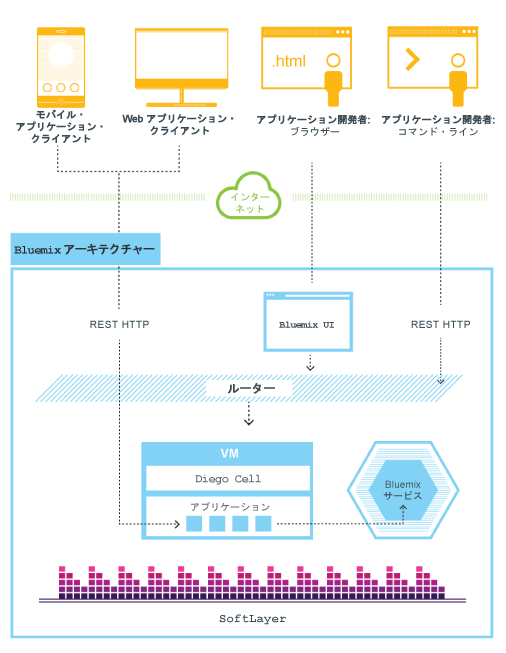 モバイル・
アプリケーション・
クライアント
Web アプリケーション・
クライアント
.html
アプリケーション開発者:
ブラウザー
アプリケーション開発者:
コマンド・ライン
インター
ネット
Bluemix アーキテクチャー
REST HTTP
Bluemix UI
REST HTTP
ルーター
VM
Diego Cell
アプリケーション
Bluemix
サービス
SoftLayer